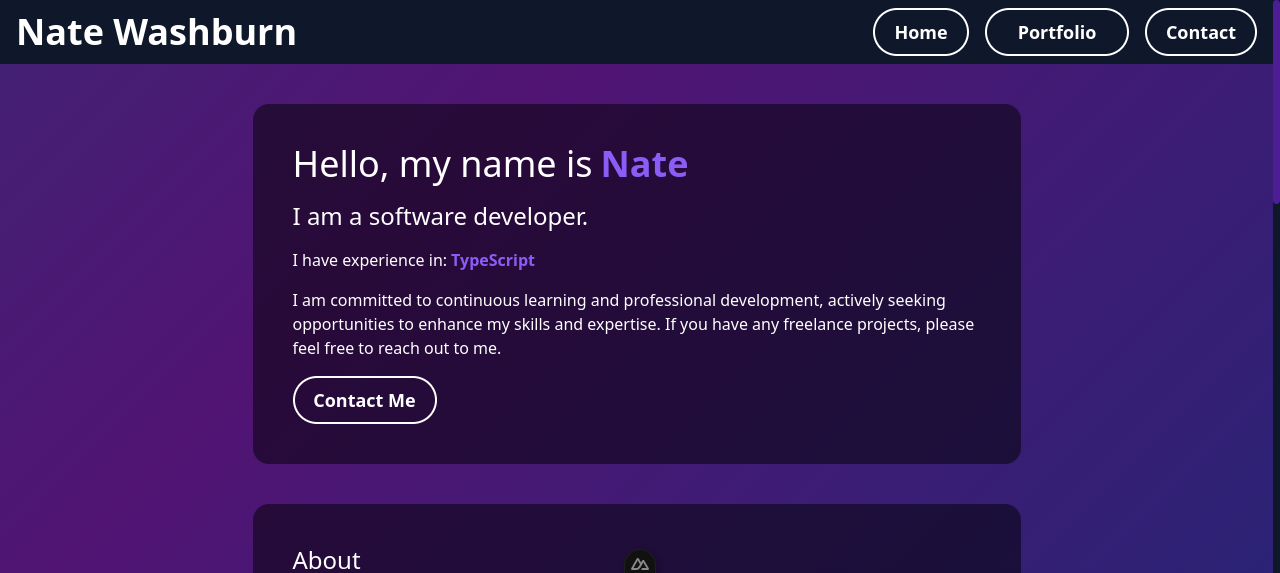 Nate Washburn
Home
Portfolio
Contact
Hello, my name is Nate
I am a software developer.
I have experience in: TypeScript
I am committed to continuous learning and professional development, actively seeking
opportunities to enhance my skills and expertise. If you have any freelance projects, please
feel free to reach out to me.
Contact Me
About